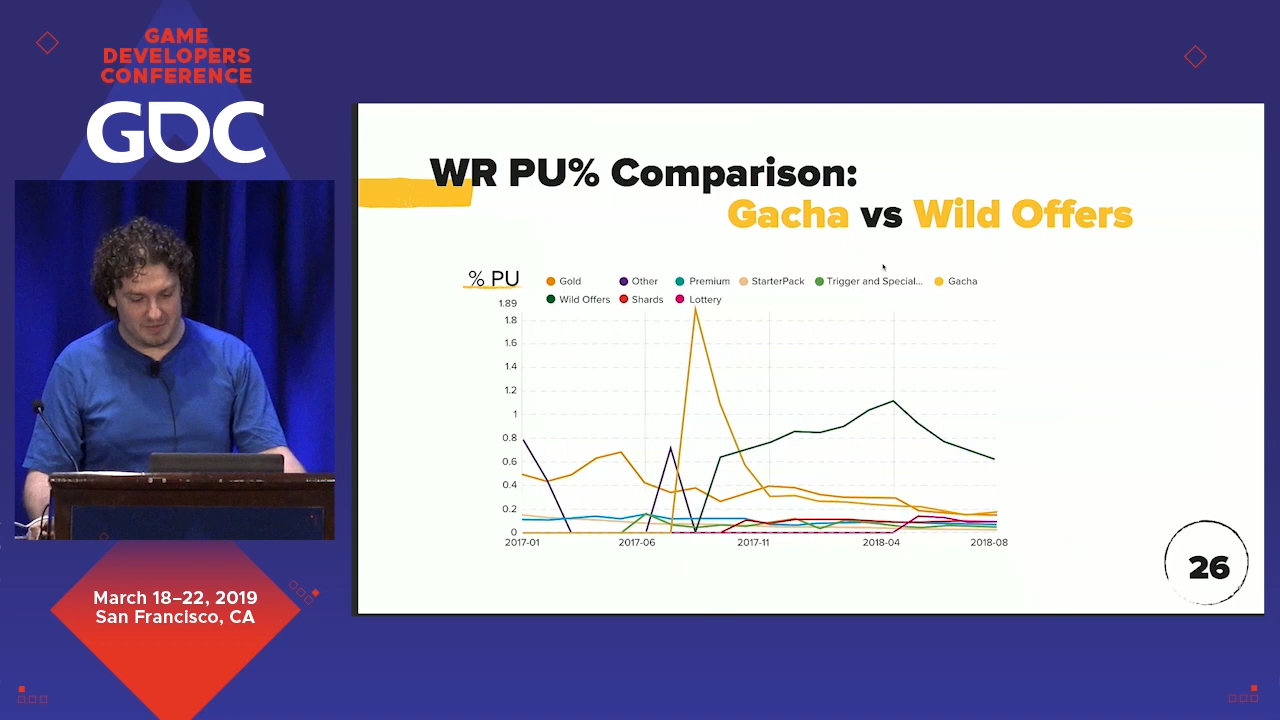 GAME
DEVELOPERS
CONFERENCE
GDC
March 18–22, 2019
San Francisco, CA
WR PU% Comparison:
Gacha vs Wild Offers
% PU
Gold Other Premium StarterPack Trigger and Special... Gacha
Wild Offers Shards Lottery
1.89
1.8
1.6
1.4
1.2
1
0.8
0.6
0.4
0.2
0
2017-01 2017-06 2017-11 2018-04 2018-08
26